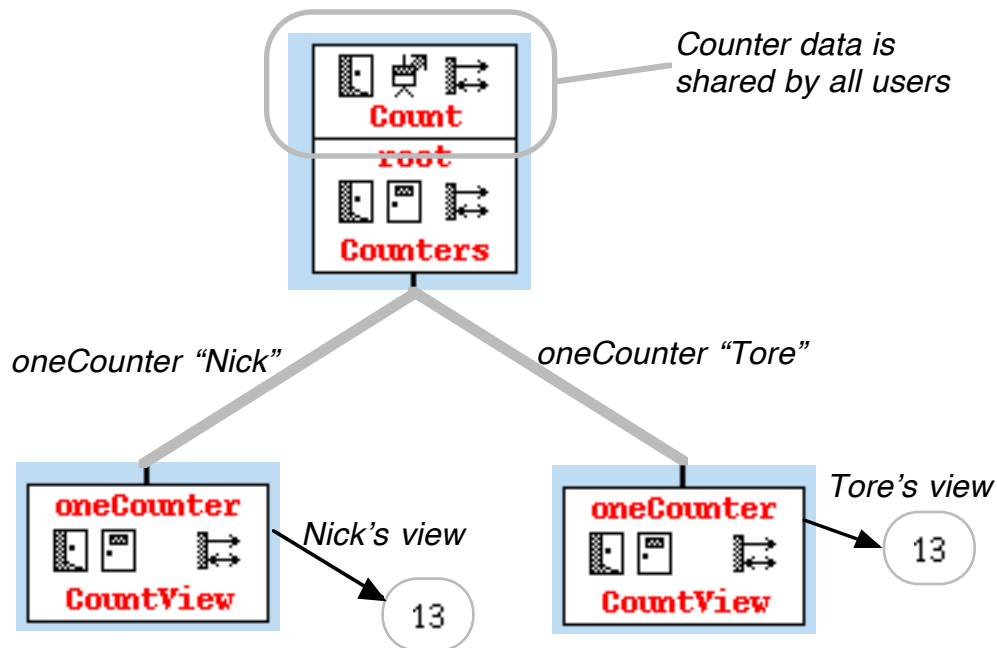 Counter data is
shared by all users
Count
root
Counters
oneCounter “Nick”
oneCounter “Tore”
oneCounter
CountView
Nick's view
13
oneCounter
CountView
Tore's view
13